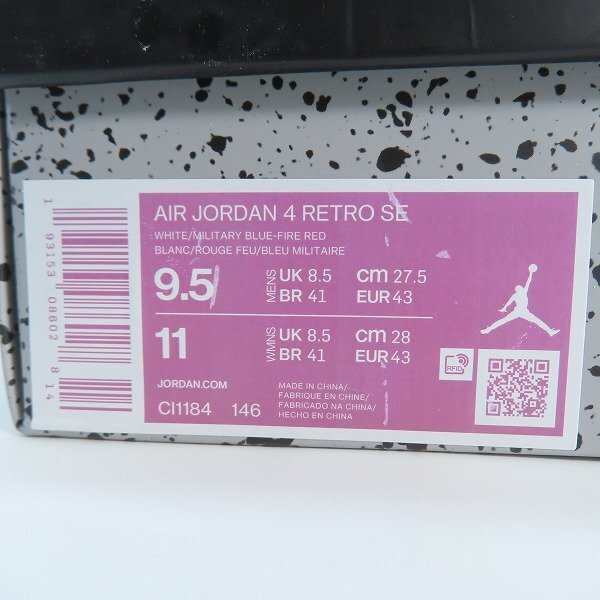 AIR JORDAN 4 RETRO SE
WHITE/MILITARY BLUE-FIRE RED
BLANC/ROUGE FEU/BLEU MILITAIRE
9.5 MENS UK 8.5 cm 27.5
BR 41 EUR 43
11 WMNS UK 8.5 cm 28
BR 41 EUR 43
JORDAN.COM
CI1184 146
MADE IN CHINA/
FABRIQUE EN CHINE/
FABRICADO NA CHINA/
HECHO EN CHINA
RFID
1 93153 08602 814